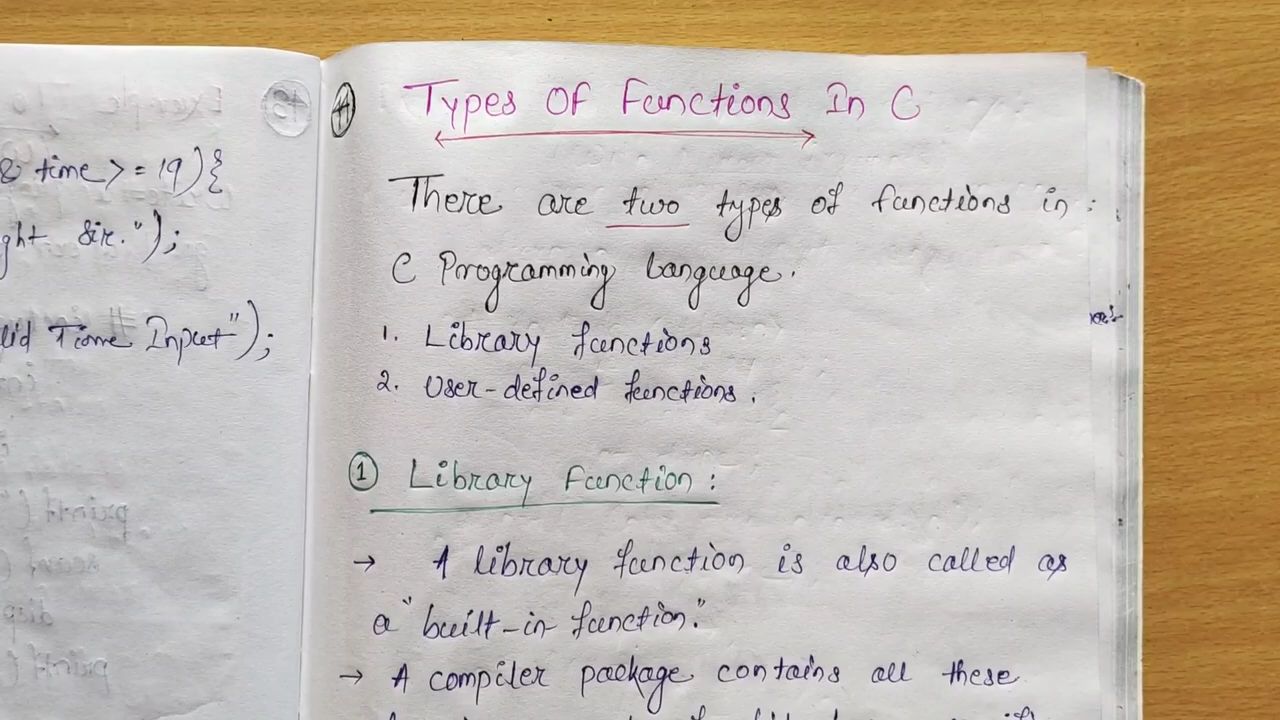 & time >= 19){
ght Sir.");
lid Time Input");
Types Of Functions In C
There are two types of functions in
C Programming Language.
1. Library functions
2. User-defined functions.
① Library Function :
→ A library function is also called as
a "built-in function."
→ A compiler package contains all these